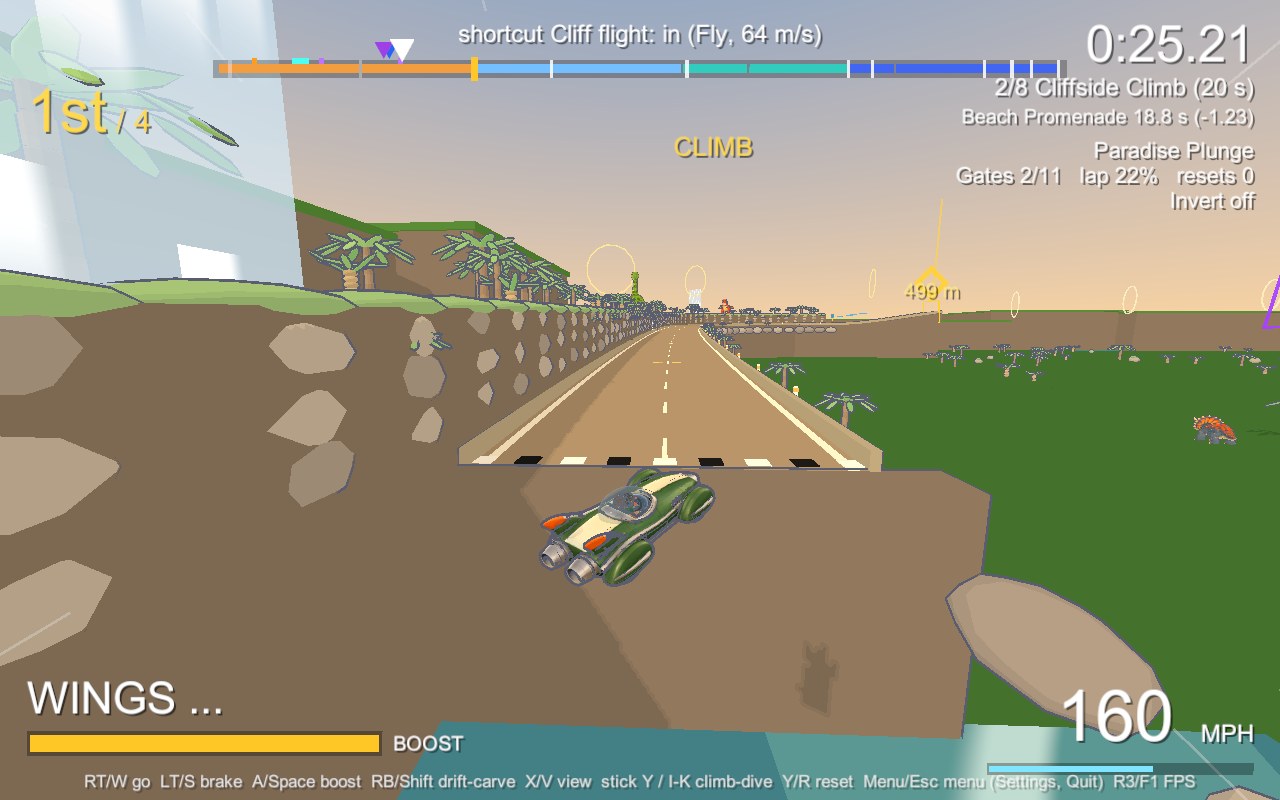 shortcut Cliff flight: in (Fly, 64 m/s)
0:25.21
2/8 Cliffside Climb (20 s)
1st / 4
Beach Promenade 18.8 s (-1.23)
CLIMB
Paradise Plunge
Gates 2/11 lap 22% resets 0
Invert off
499 m
WINGS ...
160 MPH
BOOST
RT/W go LT/S brake A/Space boost RB/Shift drift-carve X/V view stick Y / I-K climb-dive Y/R reset Menu/Esc menu (Settings, Quit) R3/F1 FPS